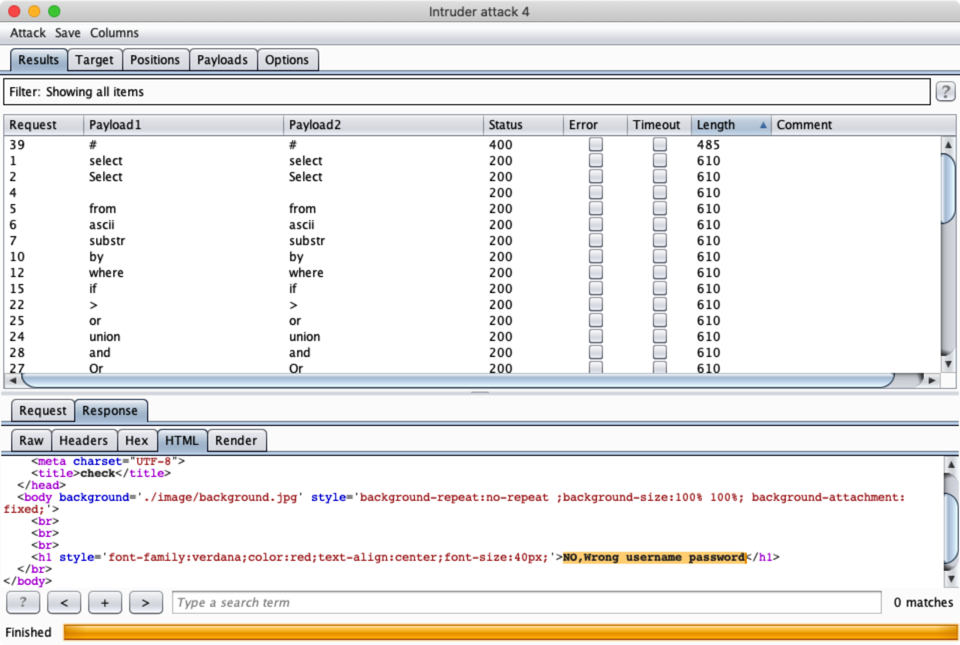 Intruder attack 4
Attack Save Columns
Results Target Positions Payloads Options
Filter: Showing all items ?
Request Payload1 Payload2 Status Error Timeout Length Comment
39 # # 400 485
1 select select 200 610
2 Select Select 200 610
4 200 610
5 from from 200 610
6 ascii ascii 200 610
7 substr substr 200 610
10 by by 200 610
12 where where 200 610
15 if if 200 610
22 > > 200 610
25 or or 200 610
24 union union 200 610
28 and and 200 610
27 Or Or 200 610
Request Response
Raw Headers Hex HTML Render
<meta charset="UTF-8">
<title>check</title>
</head>
<body background='./image/background.jpg' style='background-repeat:no-repeat ;background-size:100% 100%; background-attachment:
fixed;'>
<br>
<br>
<br>
<h1 style='font-family:verdana;color:red;text-align:center;font-size:40px;'>NO,Wrong username password</h1>
</br>
</body>
? < + > Type a search term 0 matches
Finished